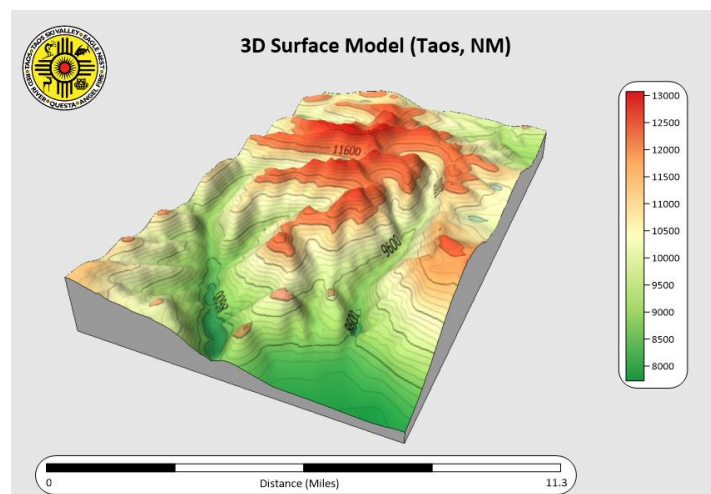 3D Surface Model (Taos, NM)
TAOS SKI VALLEY
EAGLE NEST
ANGEL FIRE
QUESTA
RED RIVER
TAOS
13000
12500
12000
11500
11000
10500
10000
9500
9000
8500
8000
11600
9600
0
Distance (Miles)
11.3